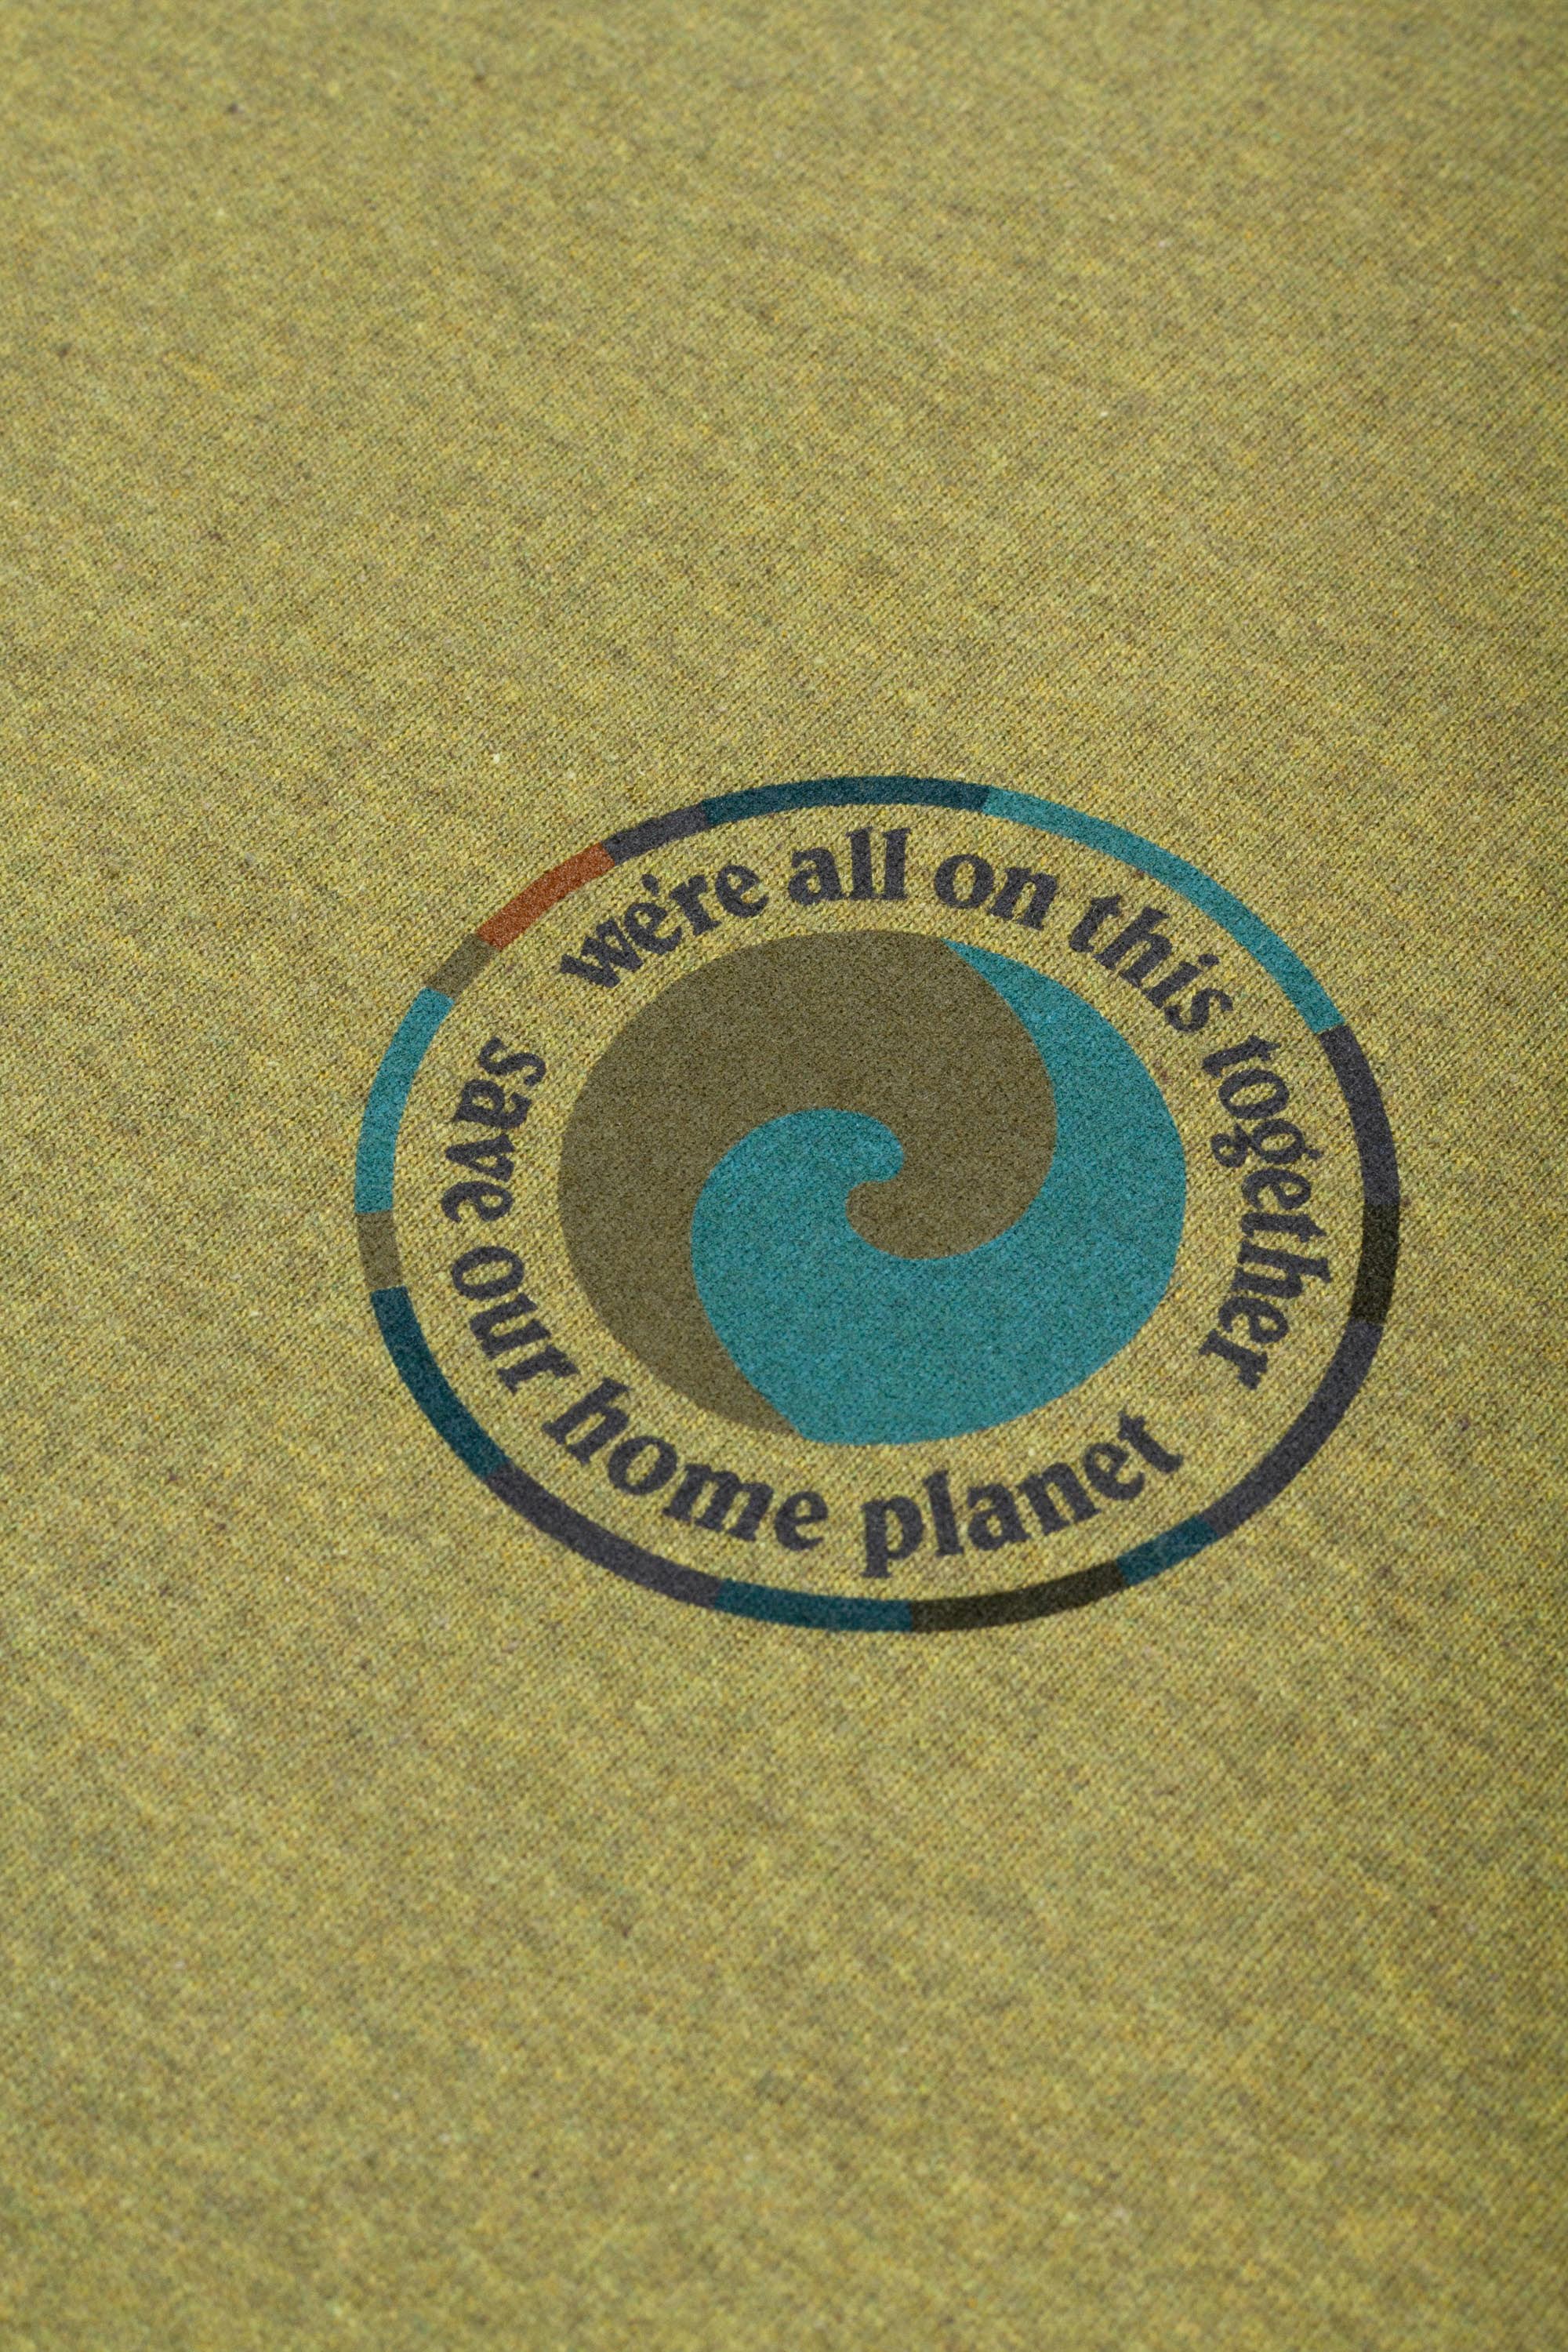 we're all on this together
save our home planet